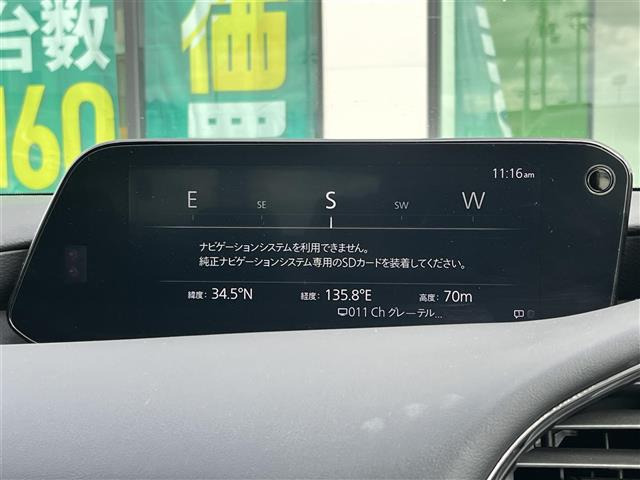 台数
160
価
11:16am
E SE S SW W
ナビゲーションシステムを利用できません。
純正ナビゲーションシステム専用のSDカードを装着してください。
緯度: 34.5°N 経度: 135.8°E 高度: 70m
011 Ch グレーテル...